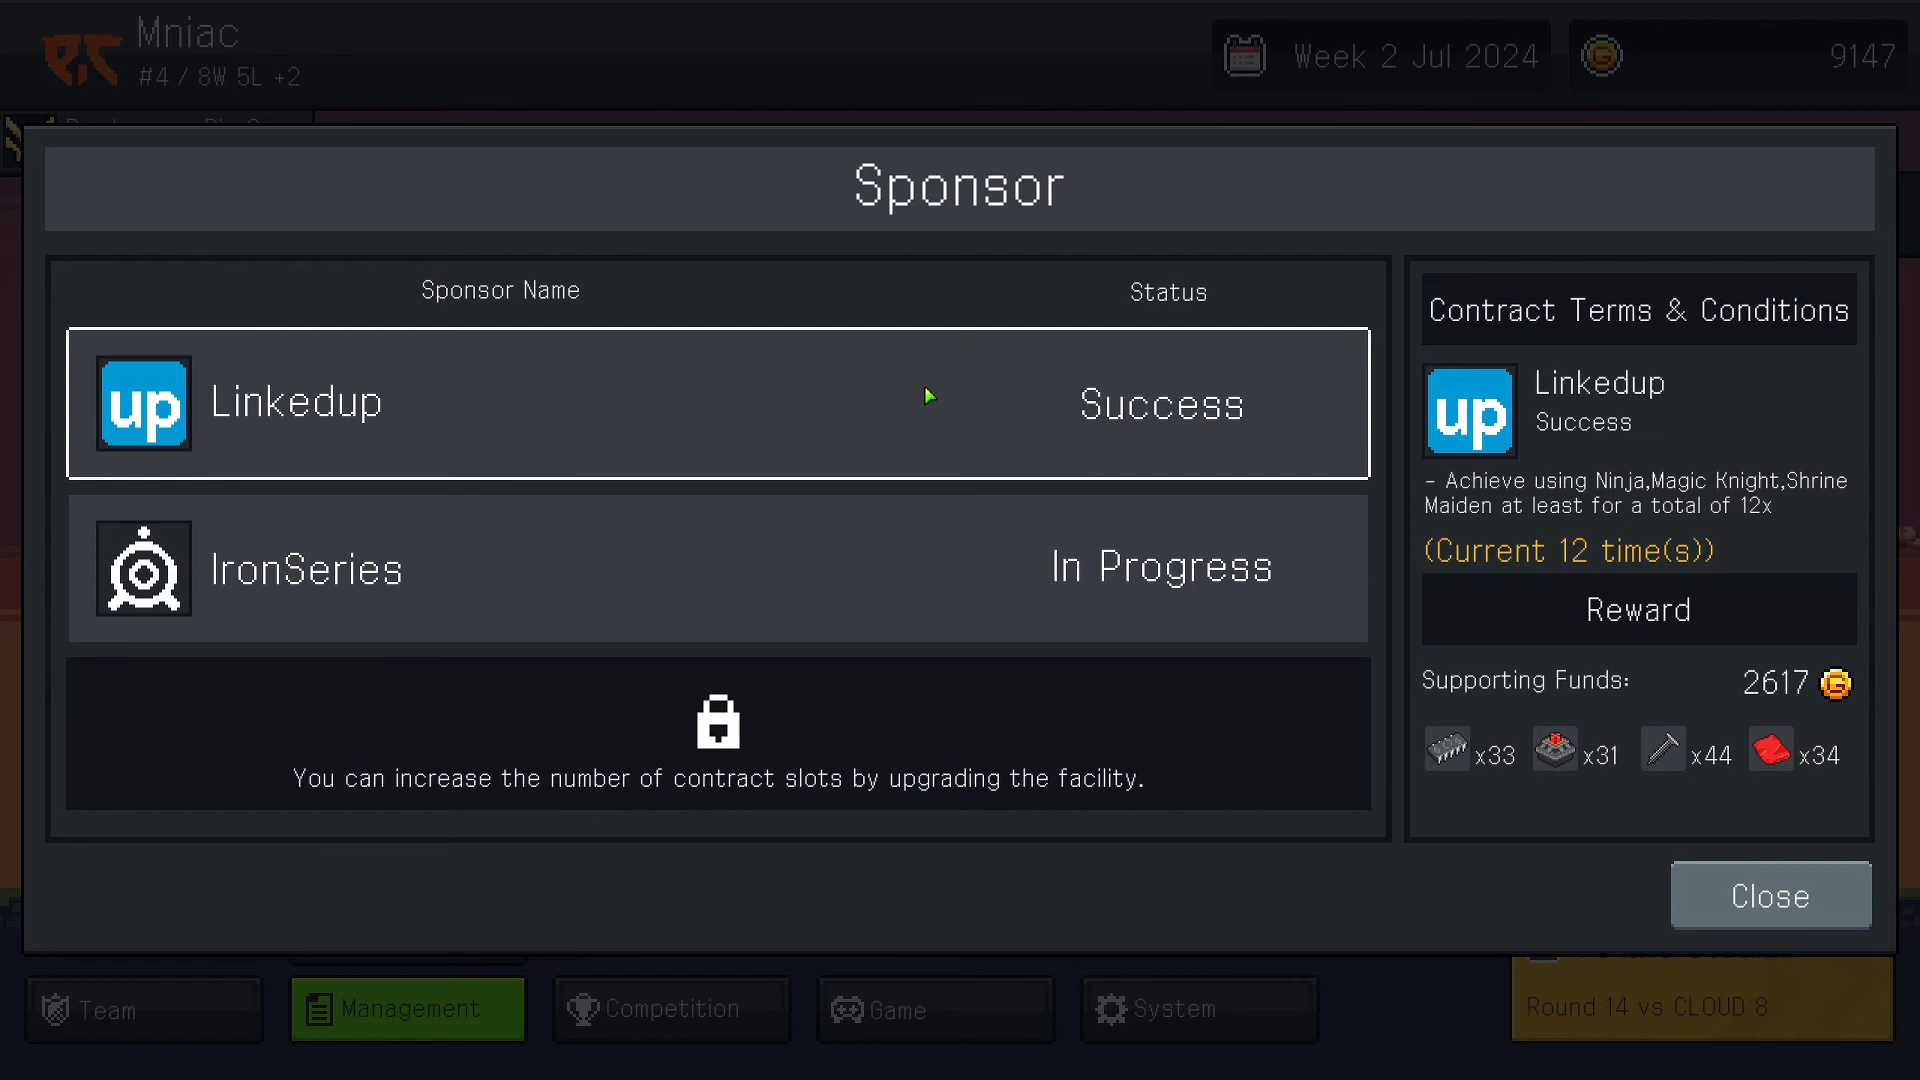 Mniac
#4 / 8W 5L +2
Week 2 Jul 2024
9147
Sponsor
Sponsor Name
Status
up
Linkedup
Success
IronSeries
In Progress
You can increase the number of contract slots by upgrading the facility.
Contract Terms & Conditions
up
Linkedup
Success
- Achieve using Ninja,Magic Knight,Shrine
Maiden at least for a total of 12x
(Current 12 time(s))
Reward
Supporting Funds:
2617
x33
x31
x44
x34
Close
Team
Management
Competition
Game
System
Round 14 vs CLOUD 8